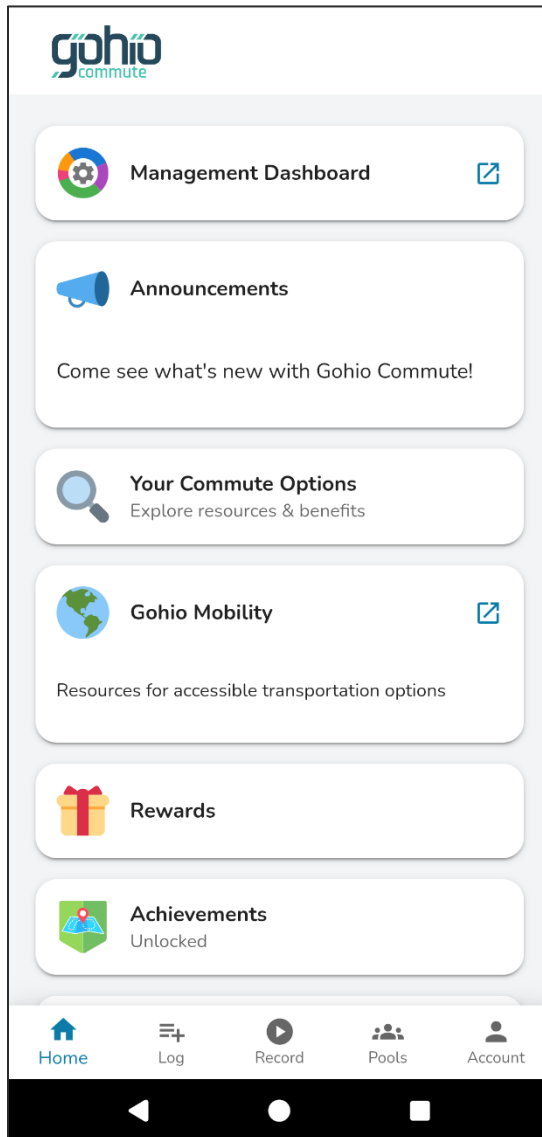 gohio
commute
Management Dashboard
Announcements
Come see what's new with Gohio Commute!
Your Commute Options
Explore resources & benefits
Gohio Mobility
Resources for accessible transportation options
Rewards
Achievements
Unlocked
Home
Log
Record
Pools
Account